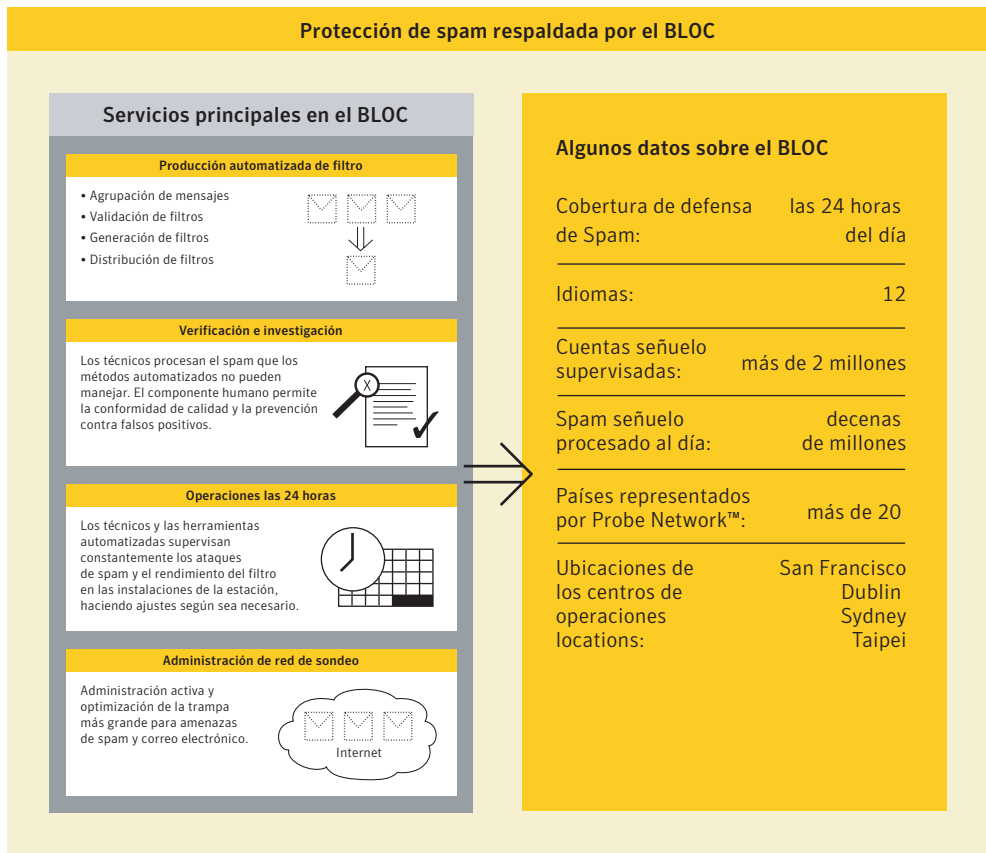 Protección de spam respaldada por el BLOC
Servicios principales en el BLOC
Producción automatizada de filtro
• Agrupación de mensajes
• Validación de filtros
• Generación de filtros
• Distribución de filtros
Verificación e investigación
Los técnicos procesan el spam que los
métodos automatizados no pueden
manejar. El componente humano permite
la conformidad de calidad y la prevención
contra falsos positivos.
X
Operaciones las 24 horas
Los técnicos y las herramientas
automatizadas supervisan
constantemente los ataques
de spam y el rendimiento del filtro
en las instalaciones de la estación,
haciendo ajustes según sea necesario.
Administración de red de sondeo
Administración activa y
optimización de la trampa
más grande para amenazas
de spam y correo electrónico.
Internet
Algunos datos sobre el BLOC
Cobertura de defensa las 24 horas
de Spam: del día
Idiomas: 12
Cuentas señuelo
supervisadas: más de 2 millones
Spam señuelo decenas
procesado al día: de millones
Países representados
por Probe Network™: más de 20
Ubicaciones de San Francisco
los centros de Dublin
operaciones Sydney
locations: Taipei